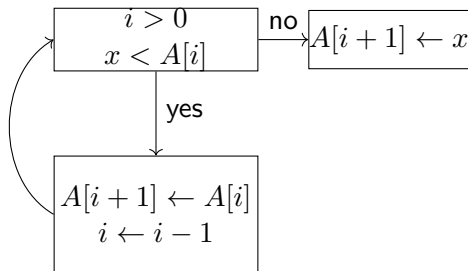 i > 0
x < A[i]
no
A[i + 1] ← x
yes
A[i + 1] ← A[i]
i ← i − 1